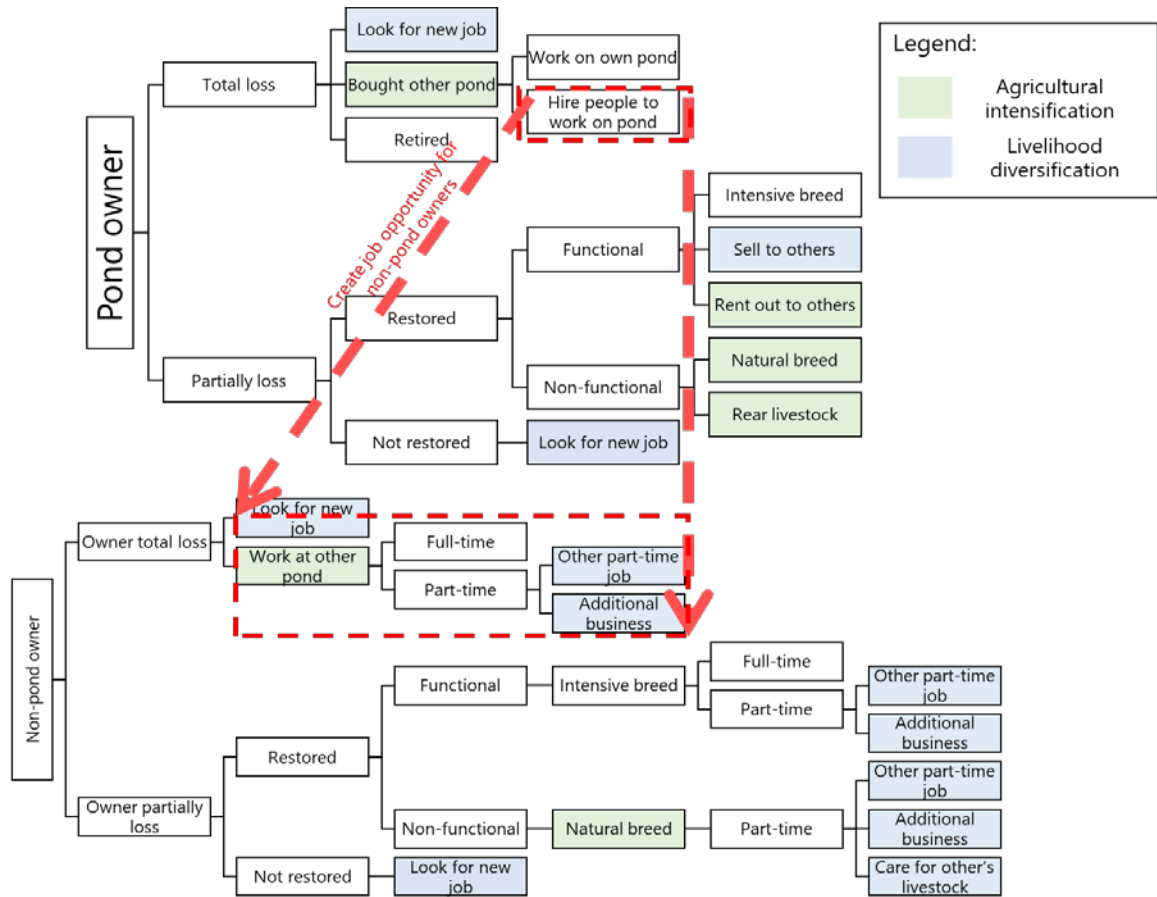 Look for new job
Total loss
Bought other pond
Work on own pond
Hire people to
work on pond
Retired
Pond owner
Create job opportunity for
non-pond owners
Partially loss
Restored
Functional
Intensive breed
Sell to others
Rent out to others
Non-functional
Natural breed
Rear livestock
Not restored
Look for new job
Legend:
Agricultural
intensification
Livelihood
diversification
Non-pond owner
Owner total loss
Look for new
job
Work at other
pond
Full-time
Part-time
Other part-time
job
Additional
business
Owner partially
loss
Restored
Functional
Intensive breed
Full-time
Part-time
Other part-time
job
Additional
business
Non-functional
Natural breed
Part-time
Other part-time
job
Additional
business
Care for other's
livestock
Not restored
Look for new
job